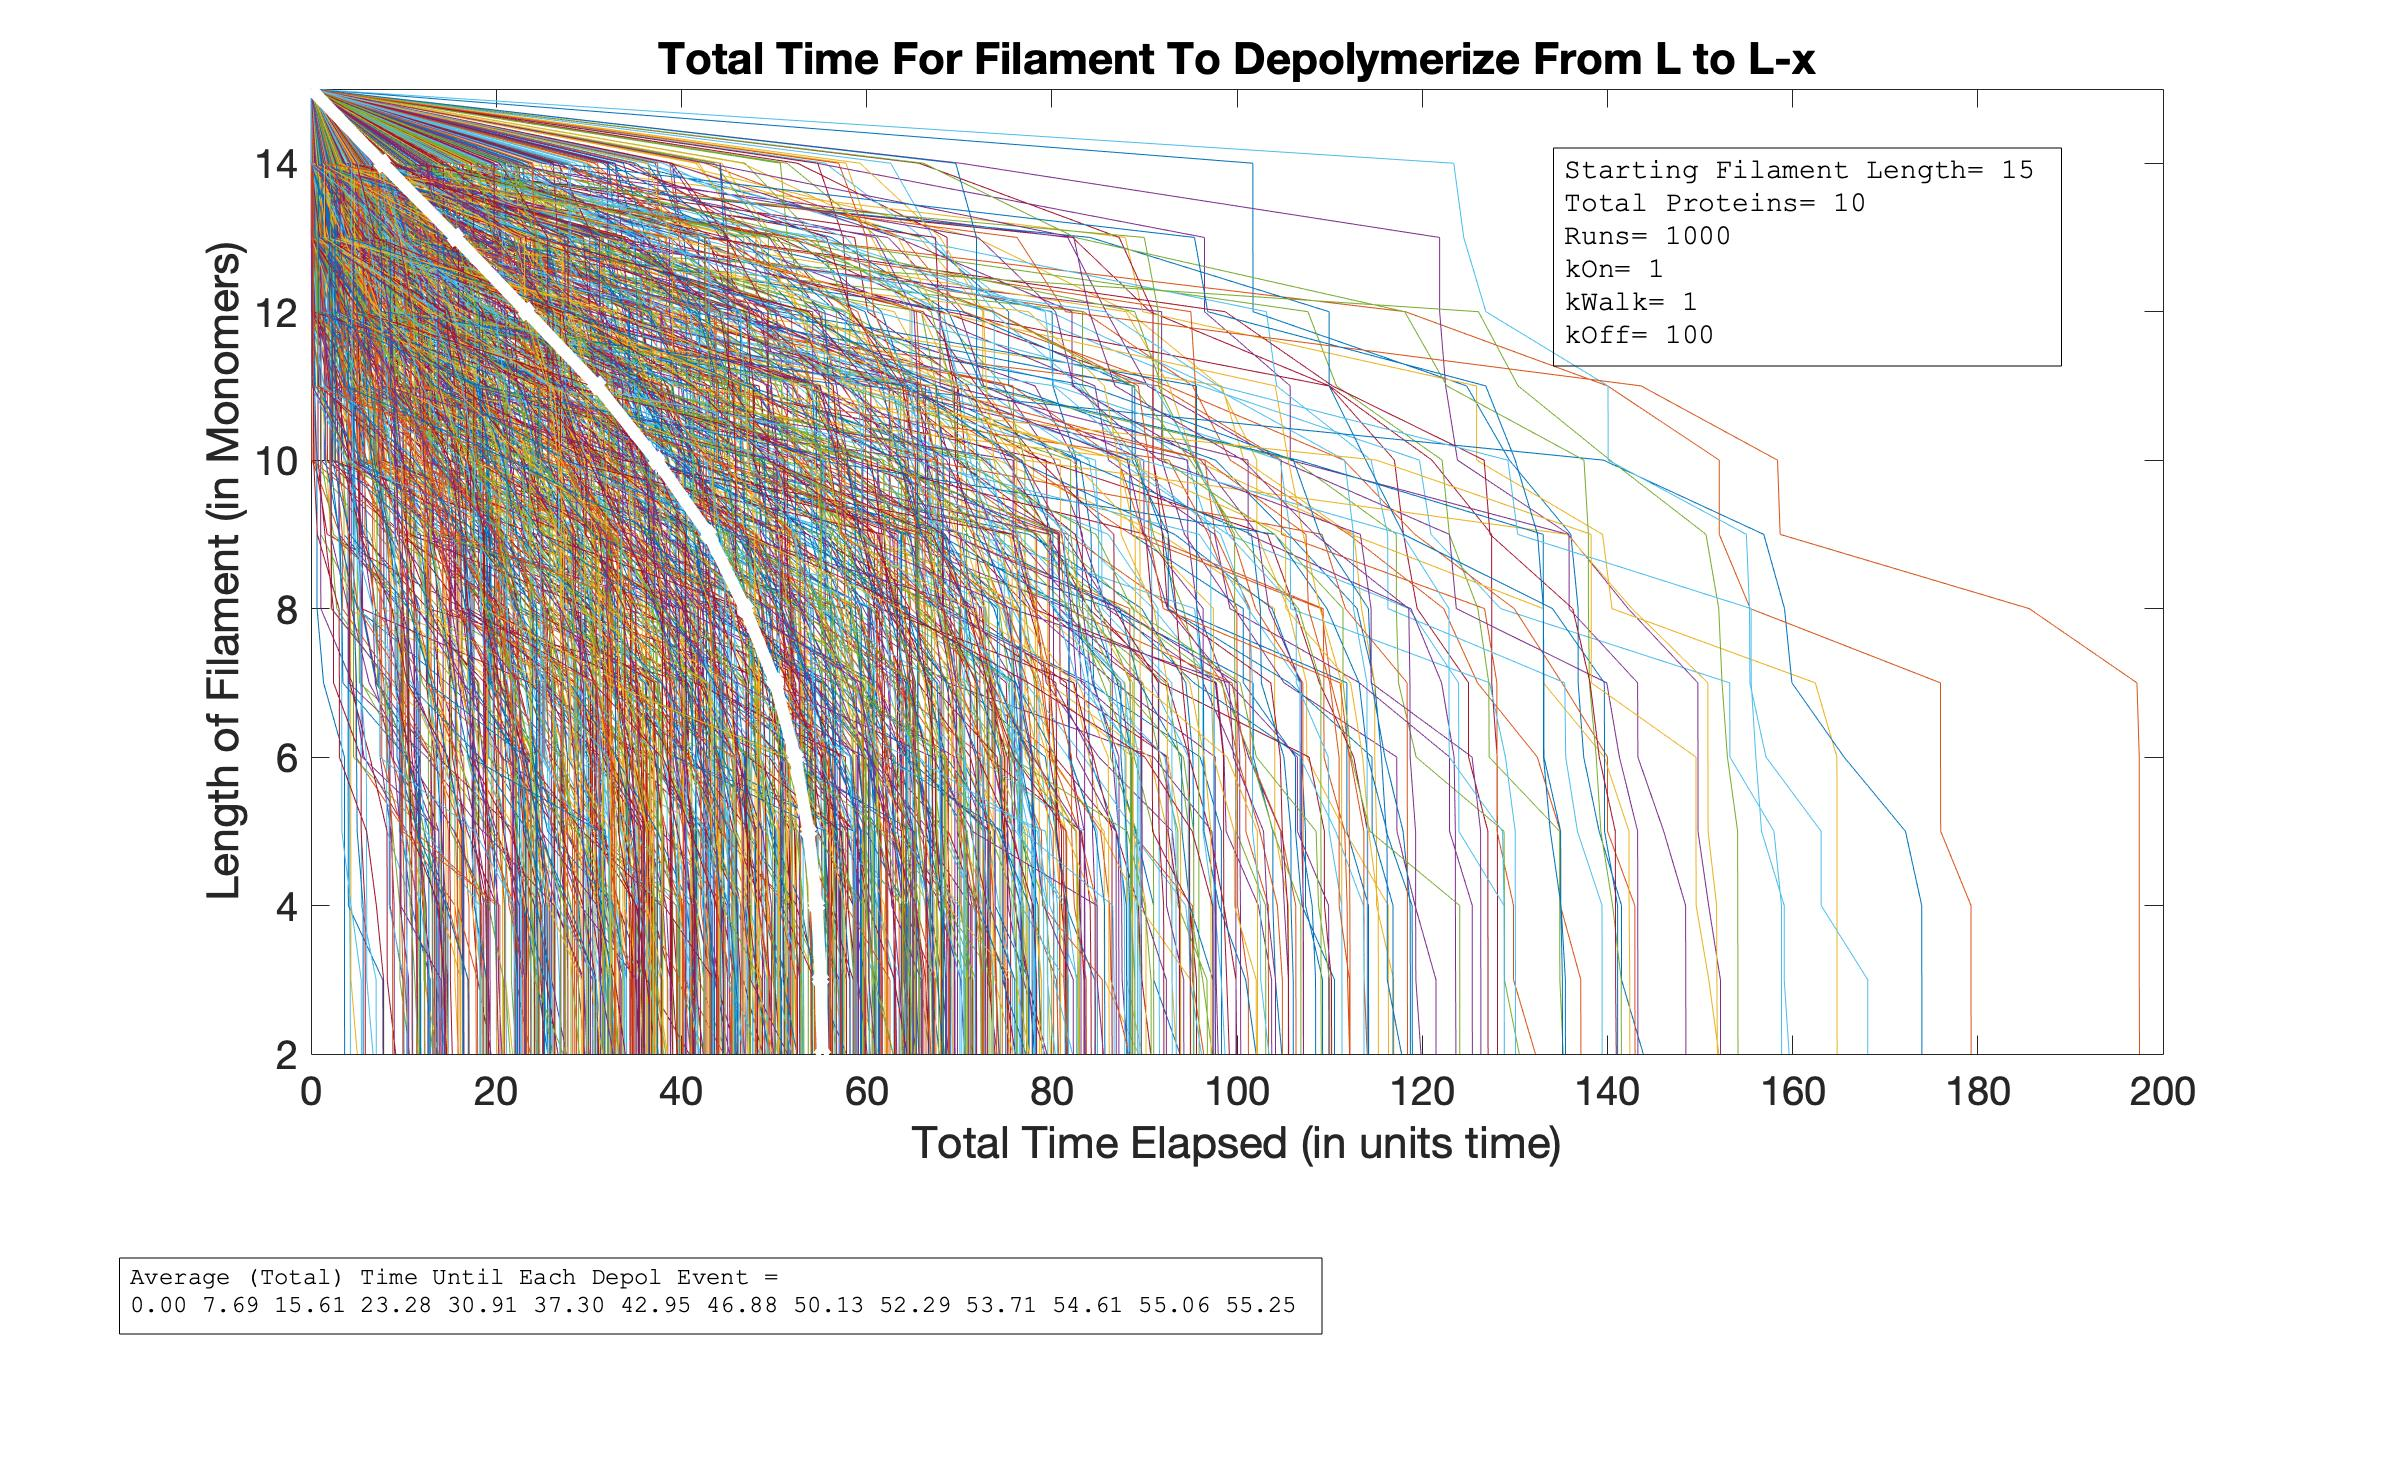 Total Time For Filament To Depolymerize From L to L-x
Starting Filament Length= 15
Total Proteins= 10
Runs= 1000
kOn= 1
kWalk= 1
kOff= 100
Length of Filament (in Monomers)
14
12
10
8
6
4
2
0 20 40 60 80 100 120 140 160 180 200
Total Time Elapsed (in units time)
Average (Total) Time Until Each Depol Event =
0.00 7.69 15.61 23.28 30.91 37.30 42.95 46.88 50.13 52.29 53.71 54.61 55.06 55.25